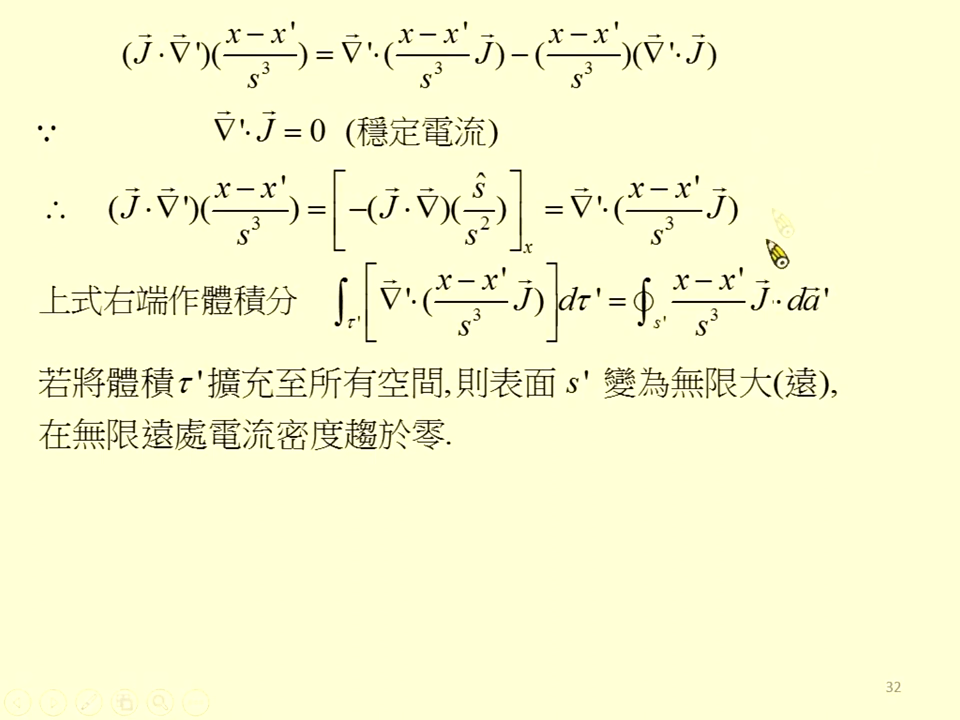 (J⃗ · ∇⃗')( (x − x') / s³ ) = ∇⃗'·( (x − x') / s³ J⃗ ) − ( (x − x') / s³ )(∇⃗'· J⃗ )
∵ ∇⃗'· J⃗ = 0 (穩定電流)
∴ (J⃗ · ∇⃗')( (x − x') / s³ ) = [ −(J⃗ · ∇⃗)( ŝ / s² ) ]ₓ = ∇⃗'·( (x − x') / s³ J⃗ )
上式右端作體積分 ∫_τ' [ ∇⃗'·( (x − x') / s³ J⃗ ) ] dτ' = ∮_s' (x − x') / s³ J⃗ · da⃗'
若將體積τ'擴充至所有空間,則表面 s' 變為無限大(遠),
在無限遠處電流密度趨於零.
32